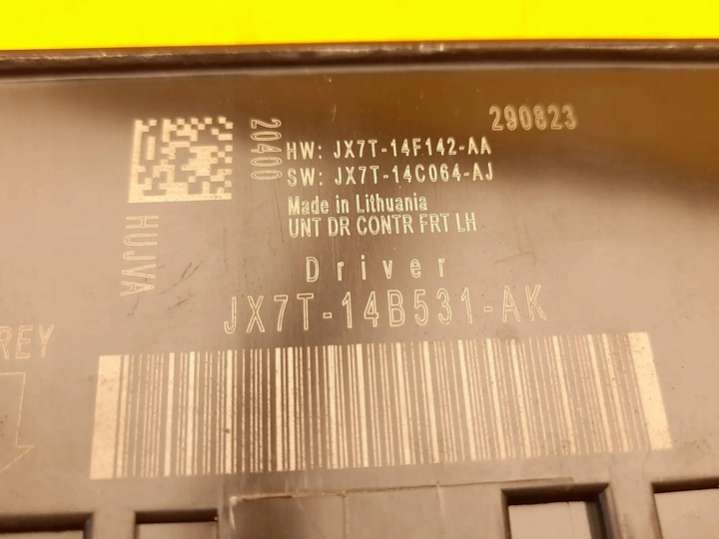 290823
20400
HW: JX7T-14F142-AA
SW: JX7T-14C064-AJ
Made in Lithuania
UNT DR CONTR FRT LH
HUJVA
Driver
JX7T-14B531-AK
REY